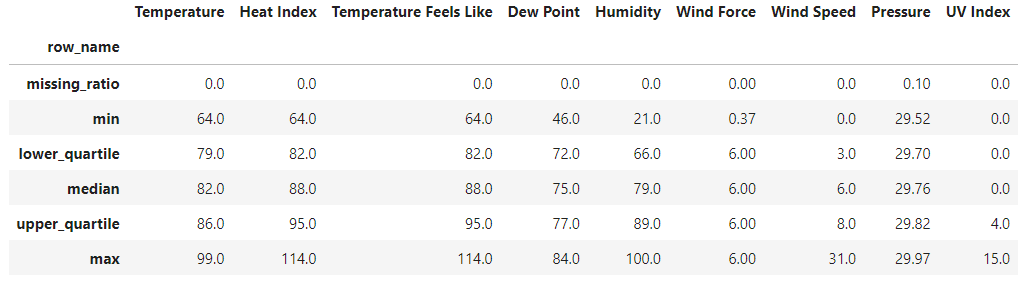 Temperature Heat Index Temperature Feels Like Dew Point Humidity Wind Force Wind Speed Pressure UV Index
row_name
missing_ratio 0.0 0.0 0.0 0.0 0.0 0.00 0.0 0.10 0.0
min 64.0 64.0 64.0 46.0 21.0 0.37 0.0 29.52 0.0
lower_quartile 79.0 82.0 82.0 72.0 66.0 6.00 3.0 29.70 0.0
median 82.0 88.0 88.0 75.0 79.0 6.00 6.0 29.76 0.0
upper_quartile 86.0 95.0 95.0 77.0 89.0 6.00 8.0 29.82 4.0
max 99.0 114.0 114.0 84.0 100.0 6.00 31.0 29.97 15.0